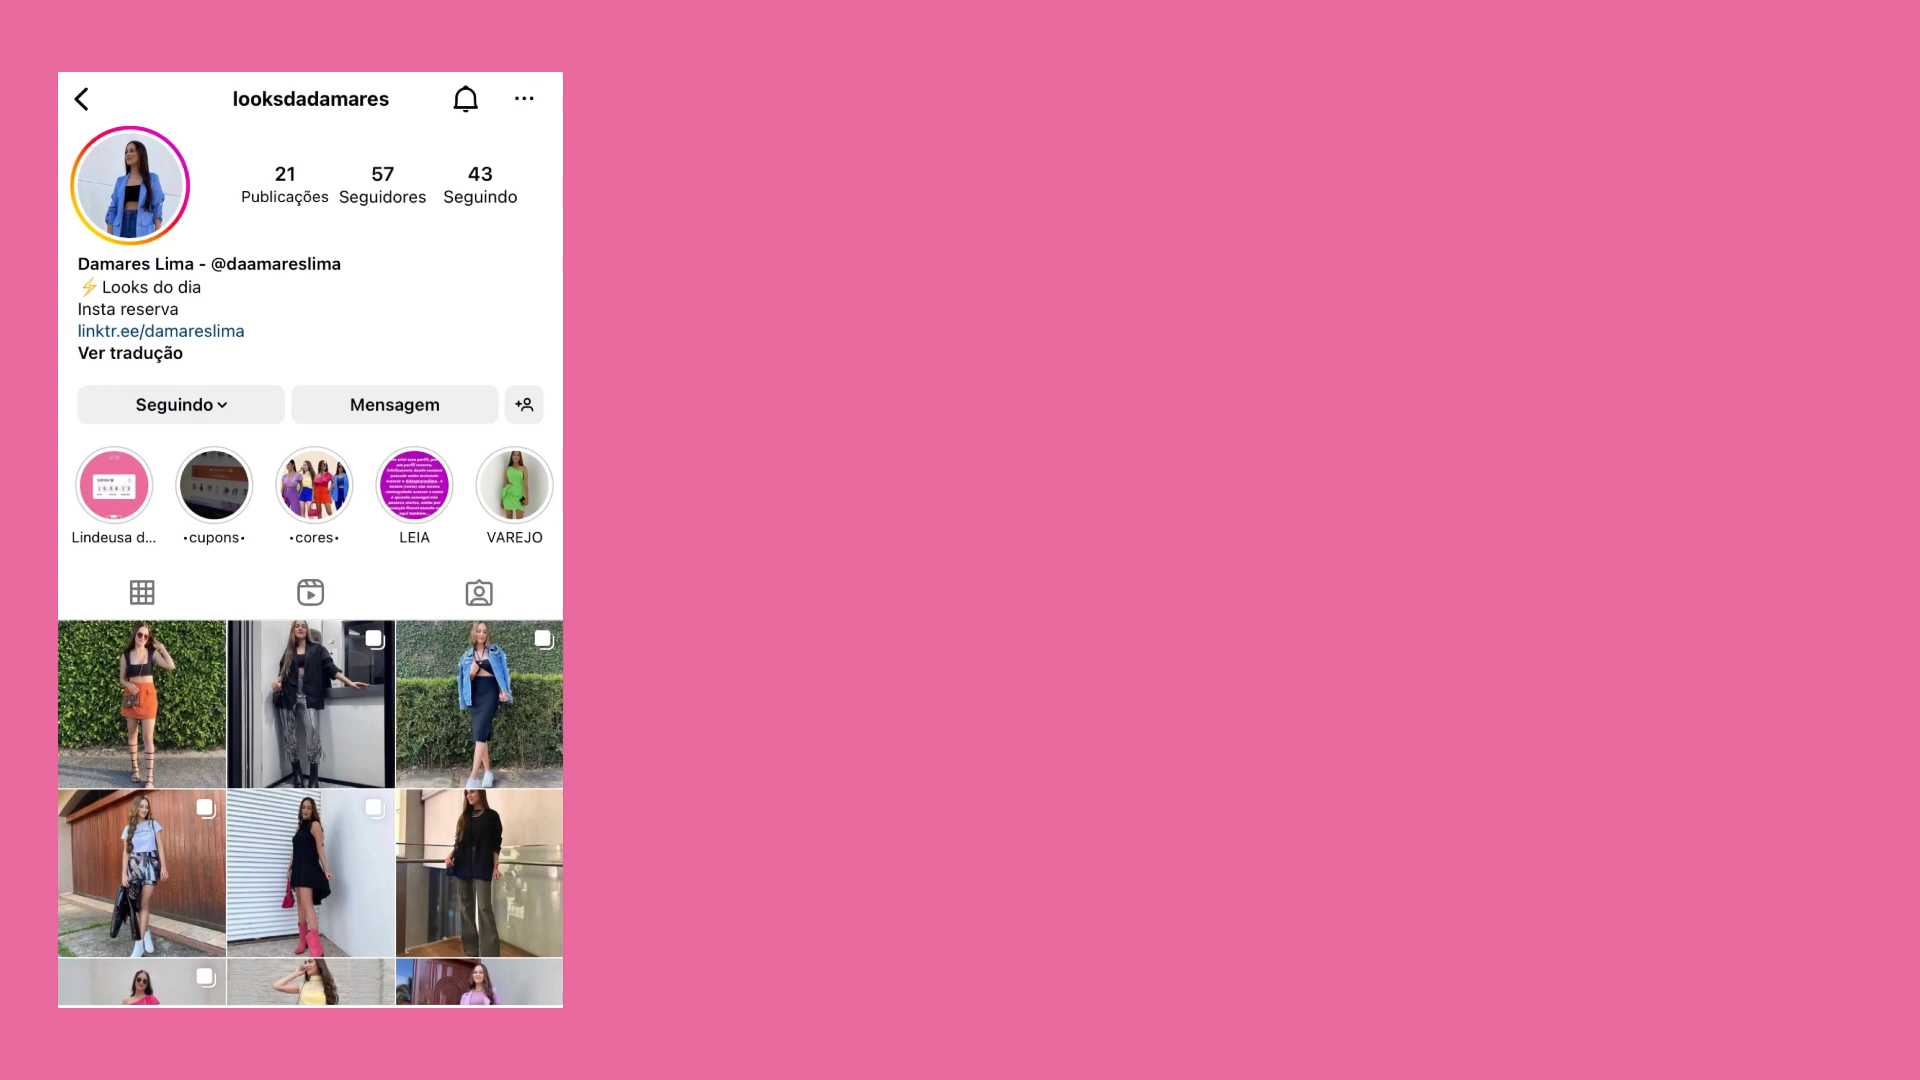 looksdadamares
21 57 43
Publicações Seguidores Seguindo
Damares Lima - @daamareslima
⚡ Looks do dia
Insta reserva
linktr.ee/damareslima
Ver tradução
Seguindo Mensagem
Lindeusa d... •cupons• •cores• LEIA VAREJO